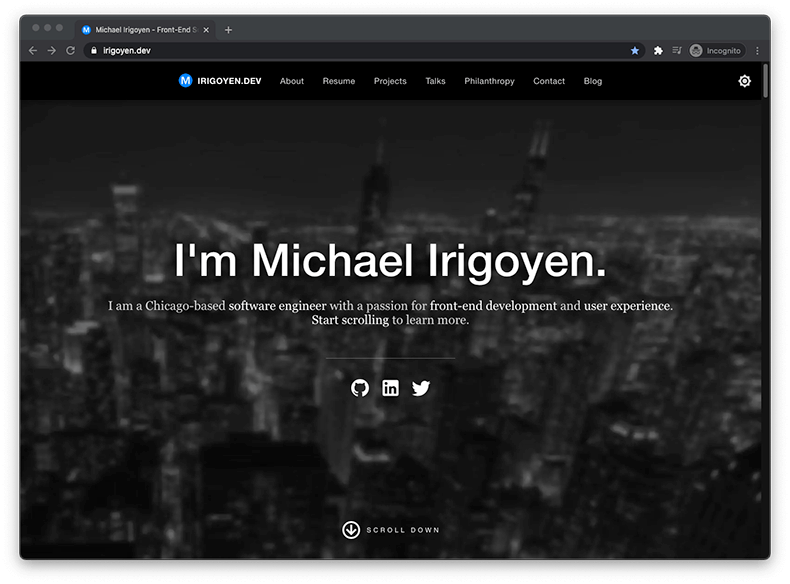 Michael Irigoyen - Front-End S
irigoyen.dev
Incognito
M IRIGOYEN.DEV
About
Resume
Projects
Talks
Philanthropy
Contact
Blog
I'm Michael Irigoyen.
I am a Chicago-based software engineer with a passion for front-end development and user experience.
Start scrolling to learn more.
SCROLL DOWN